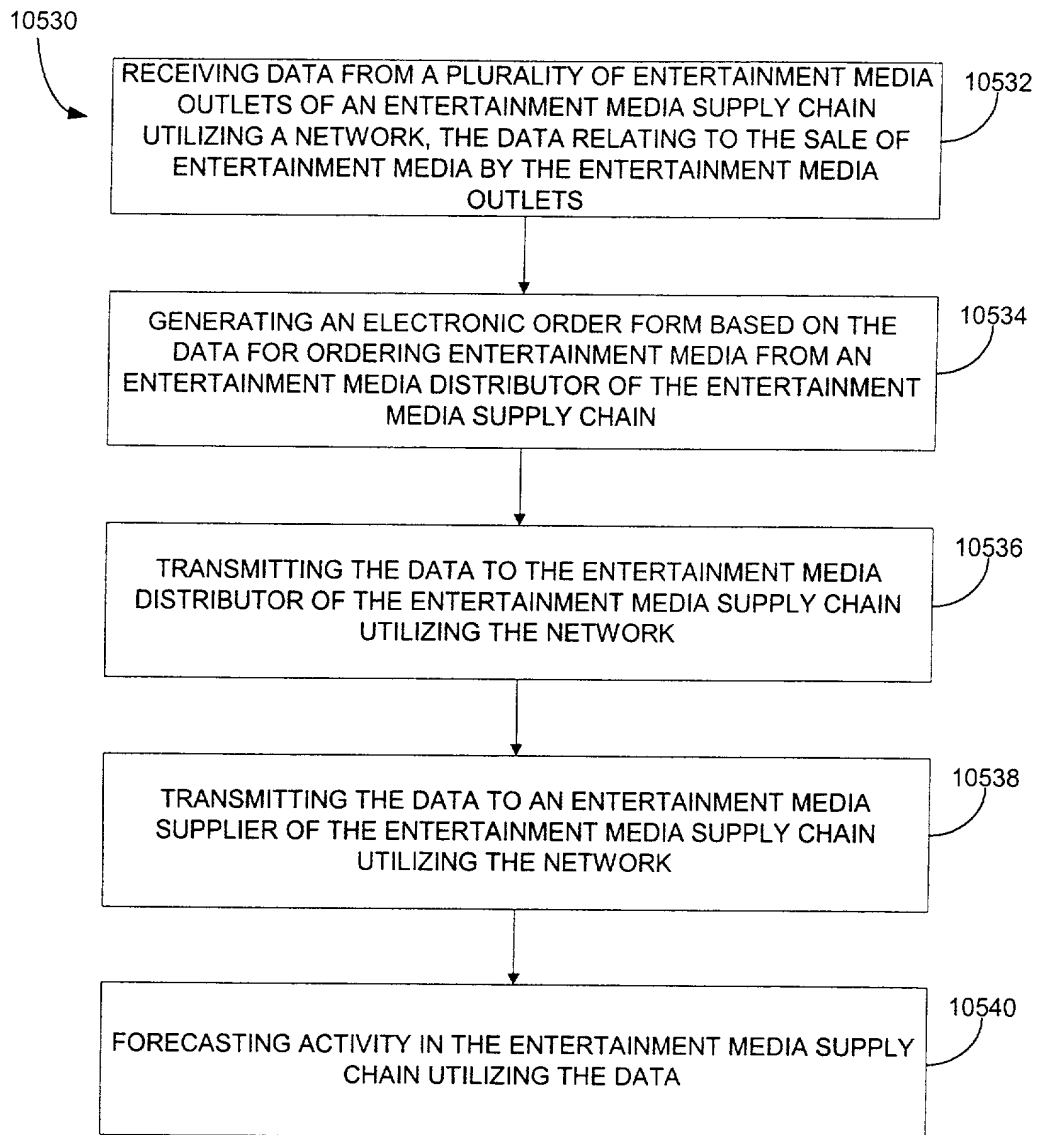 10530
RECEIVING DATA FROM A PLURALITY OF ENTERTAINMENT MEDIA
OUTLETS OF AN ENTERTAINMENT MEDIA SUPPLY CHAIN
UTILIZING A NETWORK, THE DATA RELATING TO THE SALE OF
ENTERTAINMENT MEDIA BY THE ENTERTAINMENT MEDIA
OUTLETS
10532
GENERATING AN ELECTRONIC ORDER FORM BASED ON THE
DATA FOR ORDERING ENTERTAINMENT MEDIA FROM AN
ENTERTAINMENT MEDIA DISTRIBUTOR OF THE ENTERTAINMENT
MEDIA SUPPLY CHAIN
10534
TRANSMITTING THE DATA TO THE ENTERTAINMENT MEDIA
DISTRIBUTOR OF THE ENTERTAINMENT MEDIA SUPPLY CHAIN
UTILIZING THE NETWORK
10536
TRANSMITTING THE DATA TO AN ENTERTAINMENT MEDIA
SUPPLIER OF THE ENTERTAINMENT MEDIA SUPPLY CHAIN
UTILIZING THE NETWORK
10538
FORECASTING ACTIVITY IN THE ENTERTAINMENT MEDIA SUPPLY
CHAIN UTILIZING THE DATA
10540